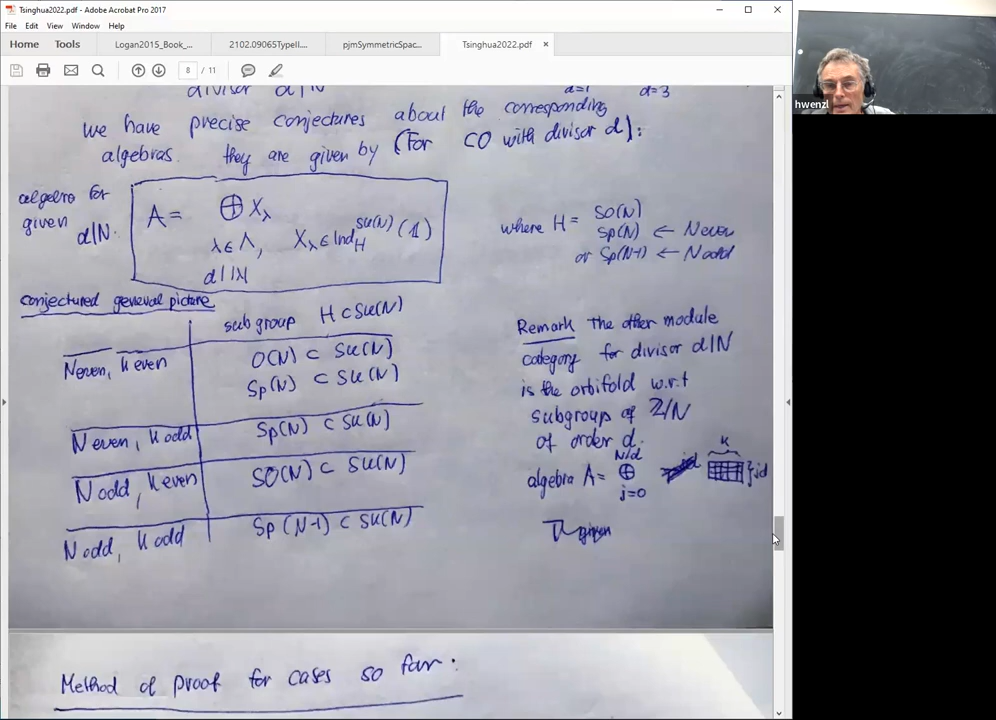 Tsinghua2022.pdf - Adobe Acrobat Pro 2017
File Edit View Window Help
Home Tools Logan2015_Book_... 2102.09065TypeII.... pjmSymmetricSpac... Tsinghua2022.pdf ×
8 / 11
hwenzl
divisor d|N d=1 d=3
we have precise conjectures about the corresponding
algebras. they are given by (For CO with divisor d):
algebra for given d|N.
A = ⊕ X_λ
λ ∈ Λ, X_λ ∈ Ind_H^{SU(N)} (1)
d | |λ|
where H = SO(N)
Sp(N) ← N even
or Sp(N-1) ← N odd
conjectured general picture
subgroup H ⊂ SU(N)
N even, k even O(N) ⊂ SU(N)
Sp(N) ⊂ SU(N)
N even, k odd Sp(N) ⊂ SU(N)
N odd, k even SO(N) ⊂ SU(N)
N odd, k odd Sp(N-1) ⊂ SU(N)
Remark The other module
category for divisor d|N
is the orbifold w.r.t
subgroup of Z/N
of order d.
algebra A = ⊕ N/d j=0 k } jd
Method of proof for cases so far: